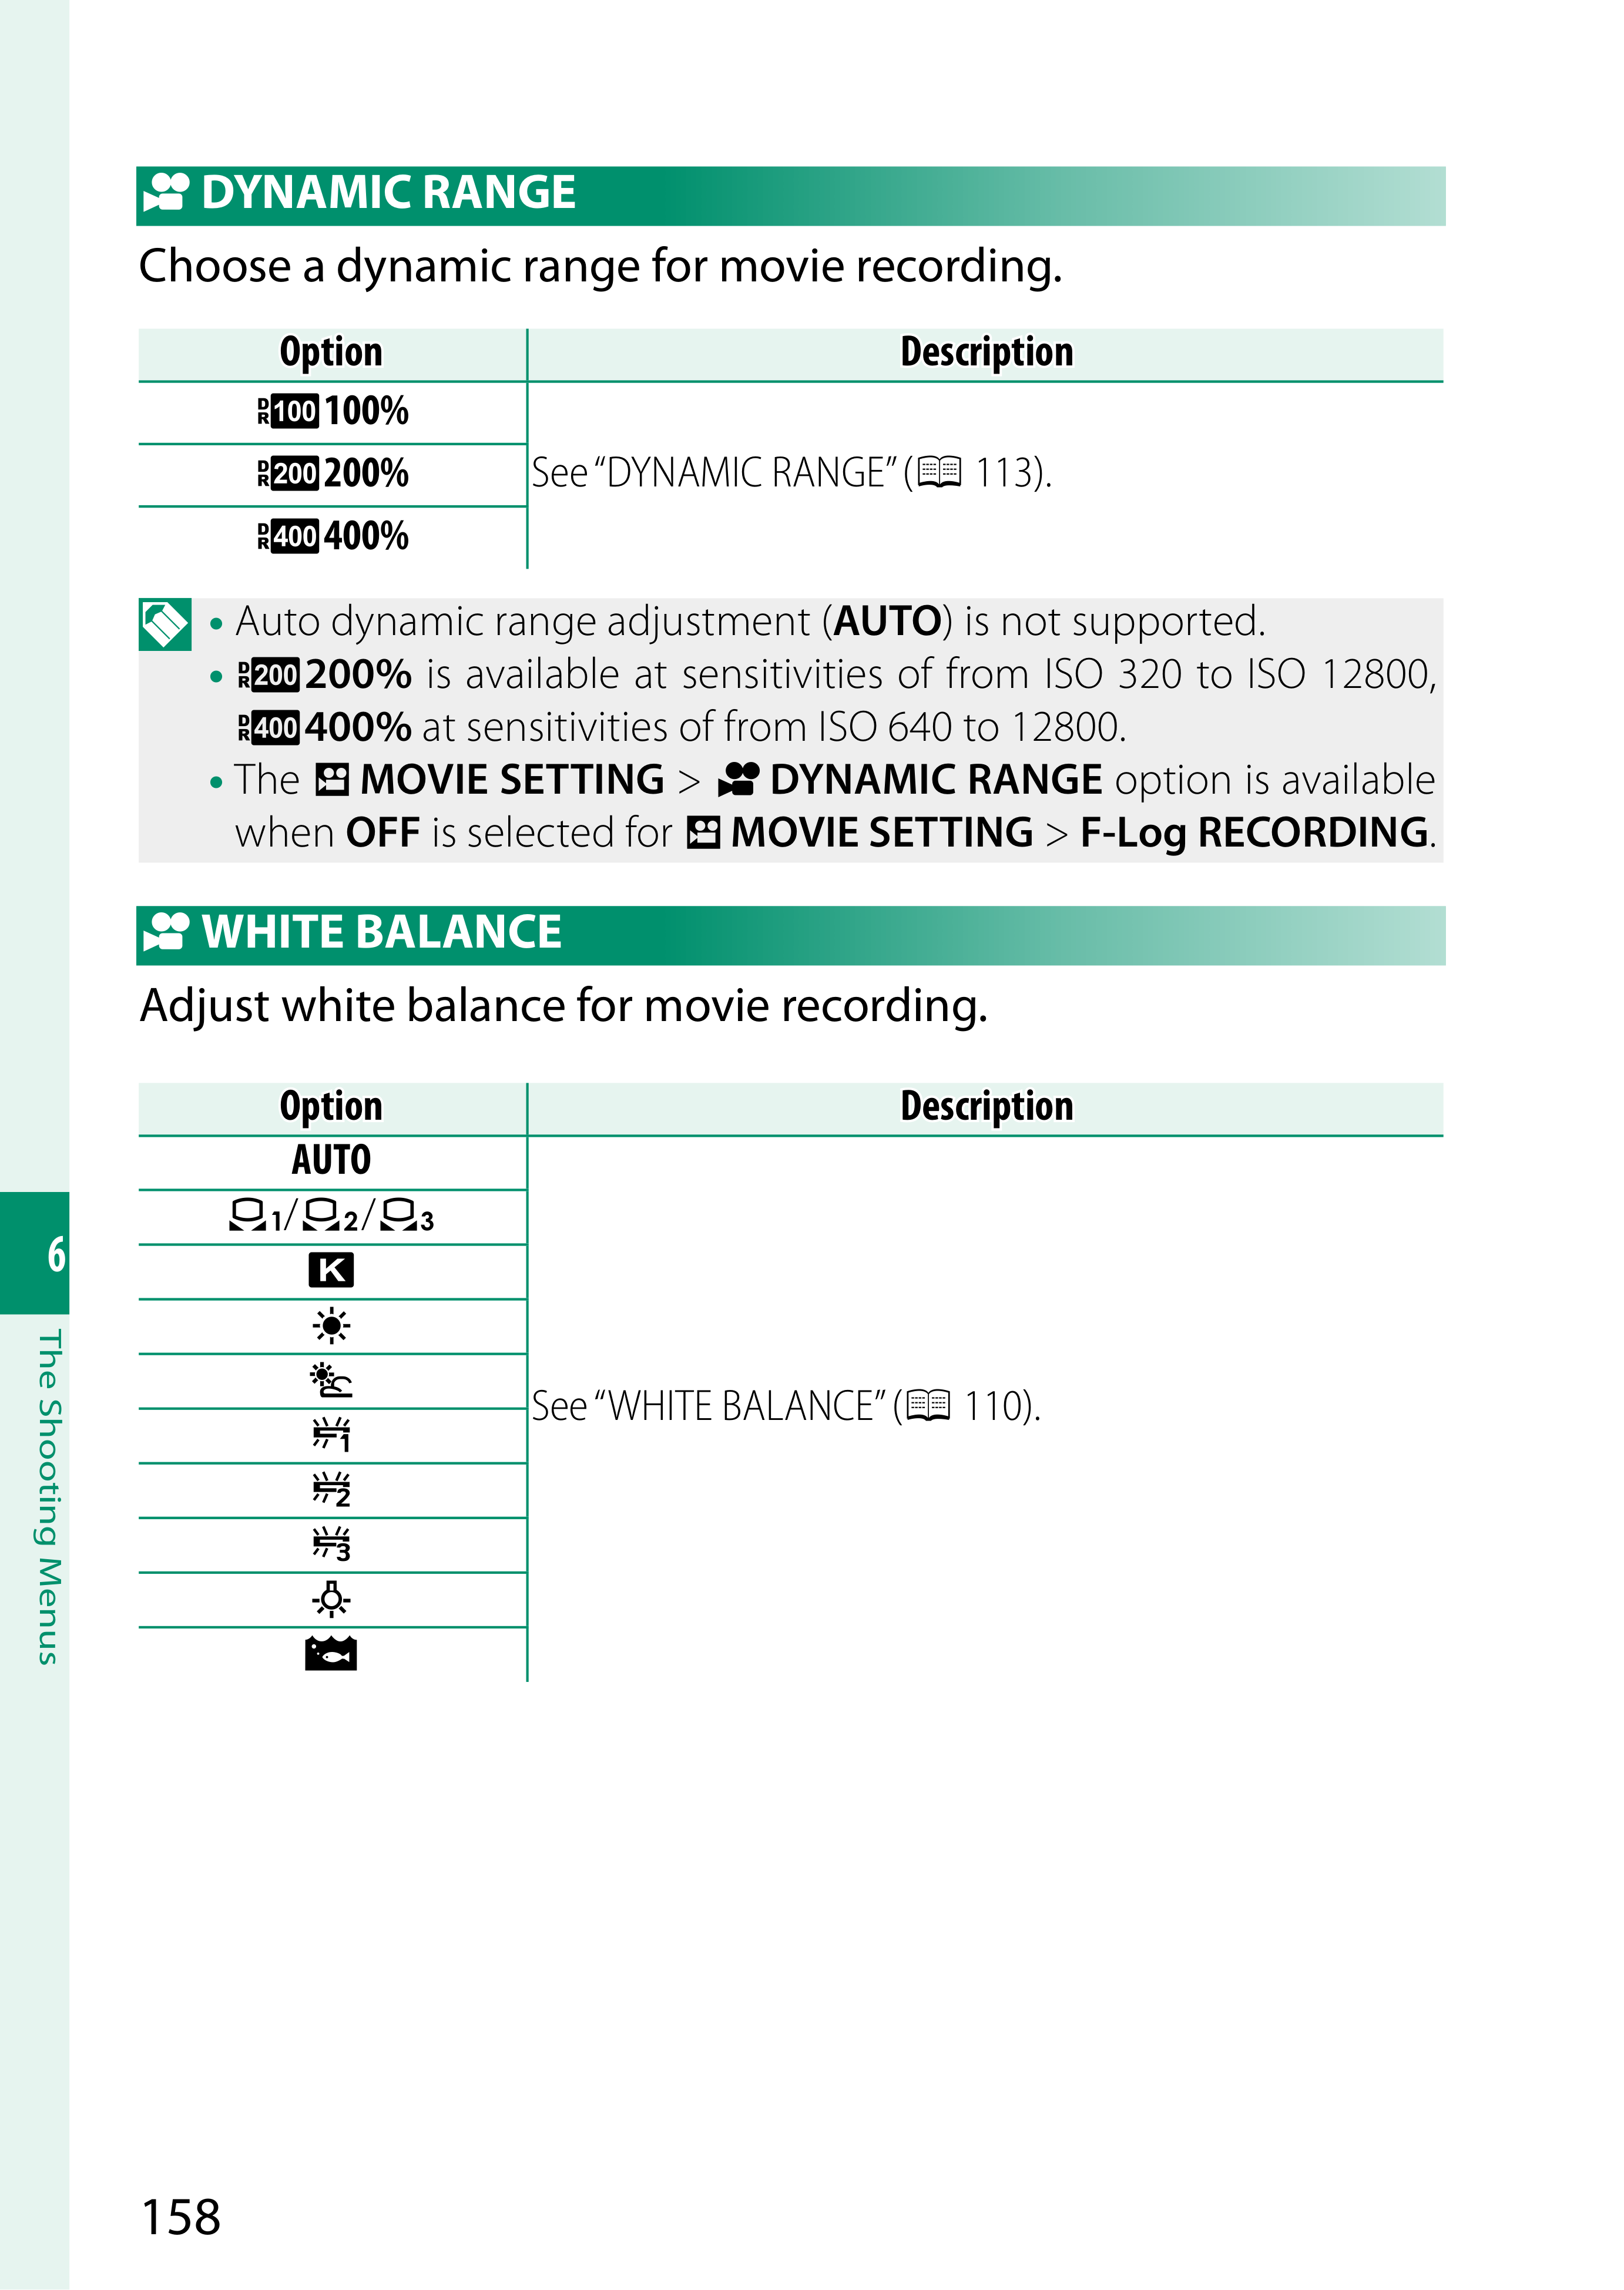 DYNAMIC RANGE
Choose a dynamic range for movie recording.
Option Description
DR100 100%
DR200 200%
See “DYNAMIC RANGE” ( 113).
DR400 400%
• Auto dynamic range adjustment (AUTO) is not supported.
• DR200 200% is available at sensitivities of from ISO 320 to ISO 12800,
DR400 400% at sensitivities of from ISO 640 to 12800.
• The MOVIE SETTING > DYNAMIC RANGE option is available
when OFF is selected for MOVIE SETTING > F-Log RECORDING.
WHITE BALANCE
Adjust white balance for movie recording.
Option Description
AUTO
1/2/3
K
1
2
3
See “WHITE BALANCE” ( 110).
6
The Shooting Menus
158